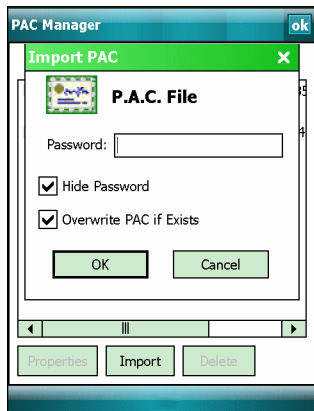 PAC Manager ok
Import PAC
P.A.C. File
Password:
Hide Password
Overwrite PAC if Exists
OK Cancel
Properties Import Delete